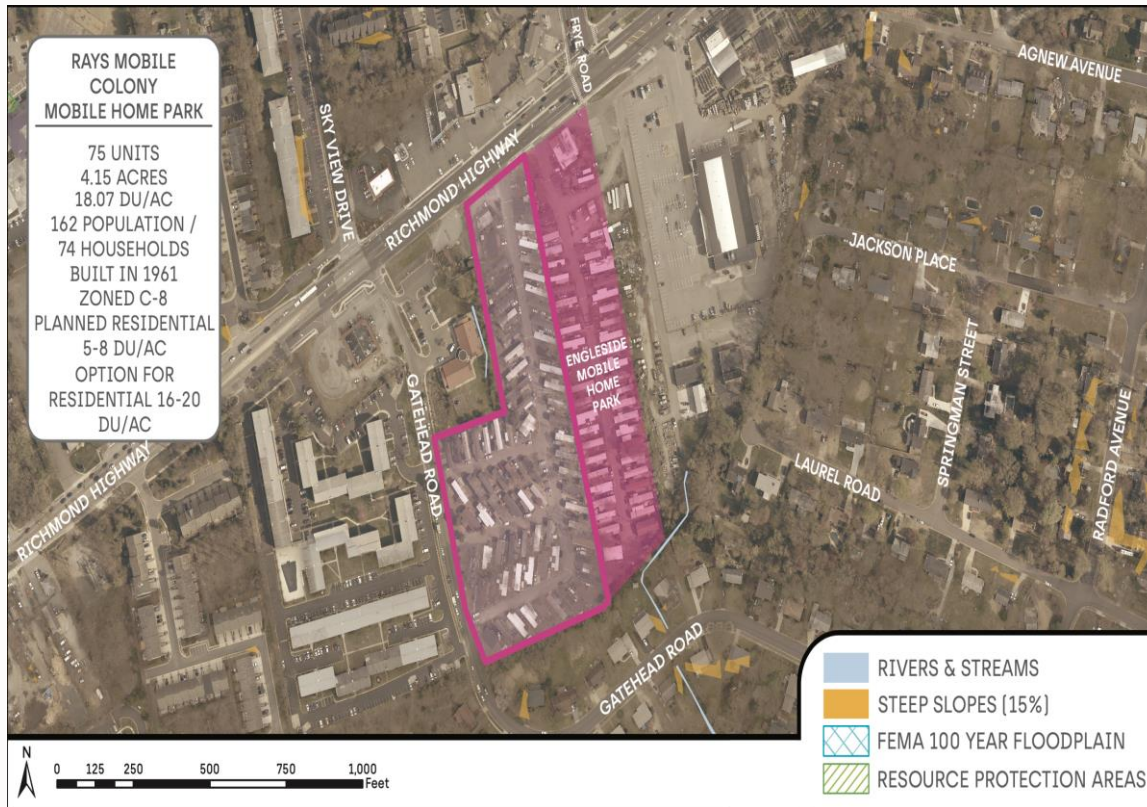 RAYS MOBILE
COLONY
MOBILE HOME PARK
75 UNITS
4.15 ACRES
18.07 DU/AC
162 POPULATION /
74 HOUSEHOLDS
BUILT IN 1961
ZONED C-8
PLANNED RESIDENTIAL
5-8 DU/AC
OPTION FOR
RESIDENTIAL 16-20
DU/AC
SKY VIEW DRIVE
RICHMOND HIGHWAY
FRYE ROAD
AGNEW AVENUE
JACKSON PLACE
ENGLESIDE
MOBILE
HOME
PARK
GATEHEAD ROAD
SPRINGMAN STREET
RADFORD AVENUE
LAUREL ROAD
RICHMOND HIGHWAY
GATEHEAD ROAD
RIVERS & STREAMS
STEEP SLOPES (15%)
FEMA 100 YEAR FLOODPLAIN
RESOURCE PROTECTION AREAS
N
0 125 250 500 750 1,000
Feet